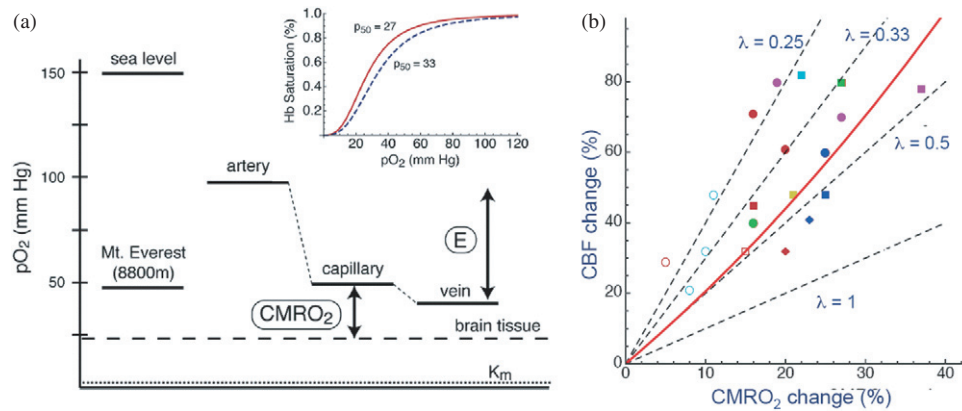 (a)
pO₂ (mm Hg)
150
100
50
sea level
artery
Mt. Everest
(8800m)
capillary
CMRO₂
vein
E
brain tissue
Kₘ
Hb Saturation (%)
1.0
0.8
0.6
0.4
0.2
p₅₀ = 27
p₅₀ = 33
20 40 60 80 100 120
pO₂ (mm Hg)
(b)
CBF change (%)
80
60
40
20
0
λ = 0.25
λ = 0.33
λ = 0.5
λ = 1
0 10 20 30 40
CMRO₂ change (%)